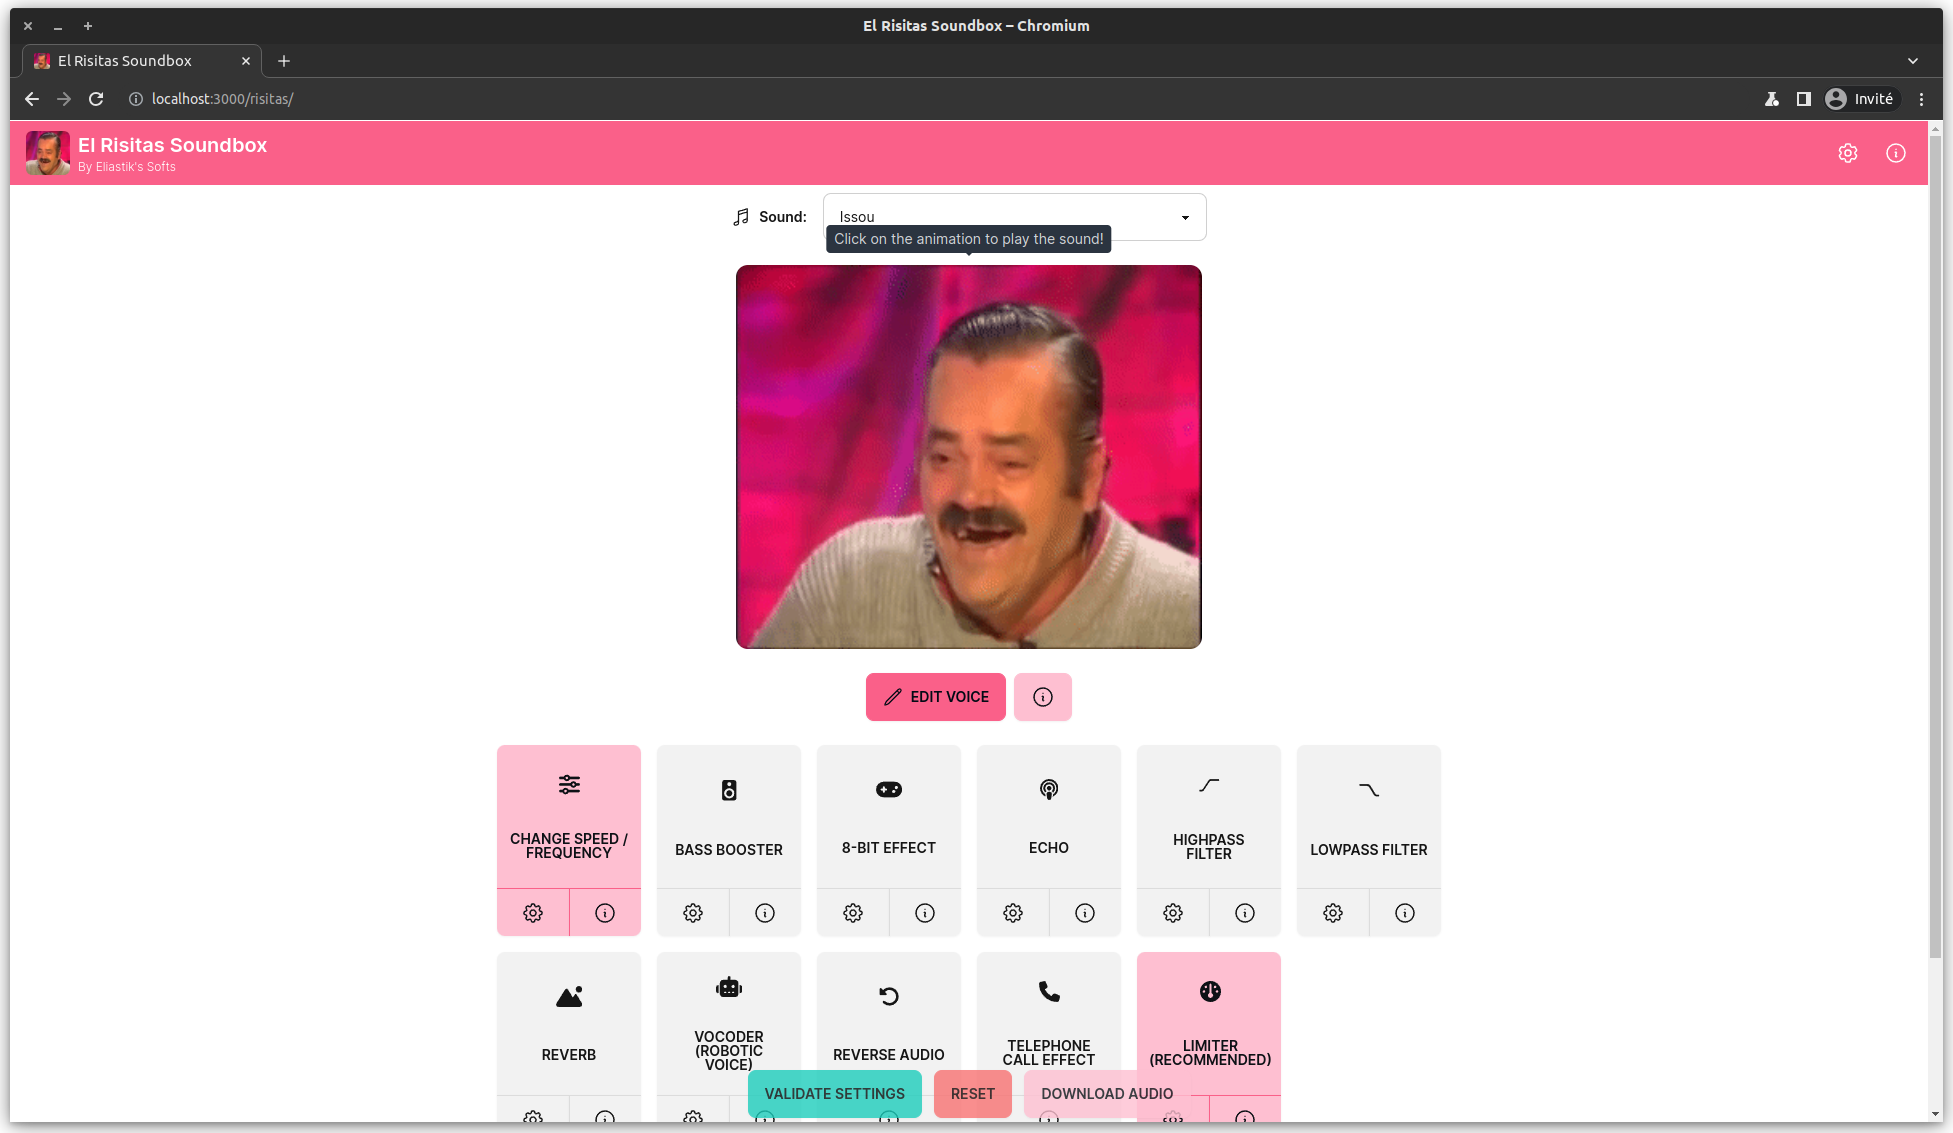 El Risitas Soundbox – Chromium
El Risitas Soundbox
localhost:3000/risitas/
Invité
El Risitas Soundbox
By Eliastik's Softs
Sound:
Issou
Click on the animation to play the sound!
EDIT VOICE
CHANGE SPEED /
FREQUENCY
BASS BOOSTER
8-BIT EFFECT
ECHO
HIGHPASS
FILTER
LOWPASS FILTER
REVERB
VOCODER
(ROBOTIC
VOICE)
REVERSE AUDIO
TELEPHONE
CALL EFFECT
LIMITER
(RECOMMENDED)
VALIDATE SETTINGS
RESET
DOWNLOAD AUDIO